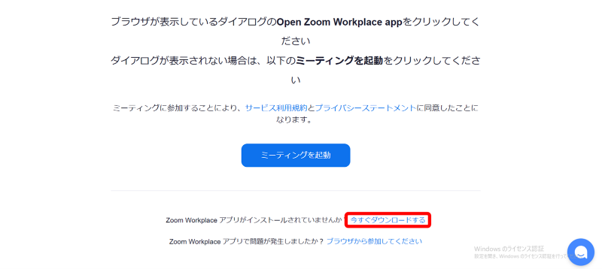 ブラウザが表示しているダイアログのOpen Zoom Workplace appをクリックしてく
ださい
ダイアログが表示されない場合は、以下のミーティングを起動をクリックしてくださ
い
ミーティングに参加することにより、サービス利用規約とプライバシーステートメントに同意したことに
なります。
ミーティングを起動
Zoom Workplace アプリがインストールされていませんか 今すぐダウンロードする
Zoom Workplace アプリで問題が発生しましたか？ ブラウザから参加してください
Windows のライセンス認証